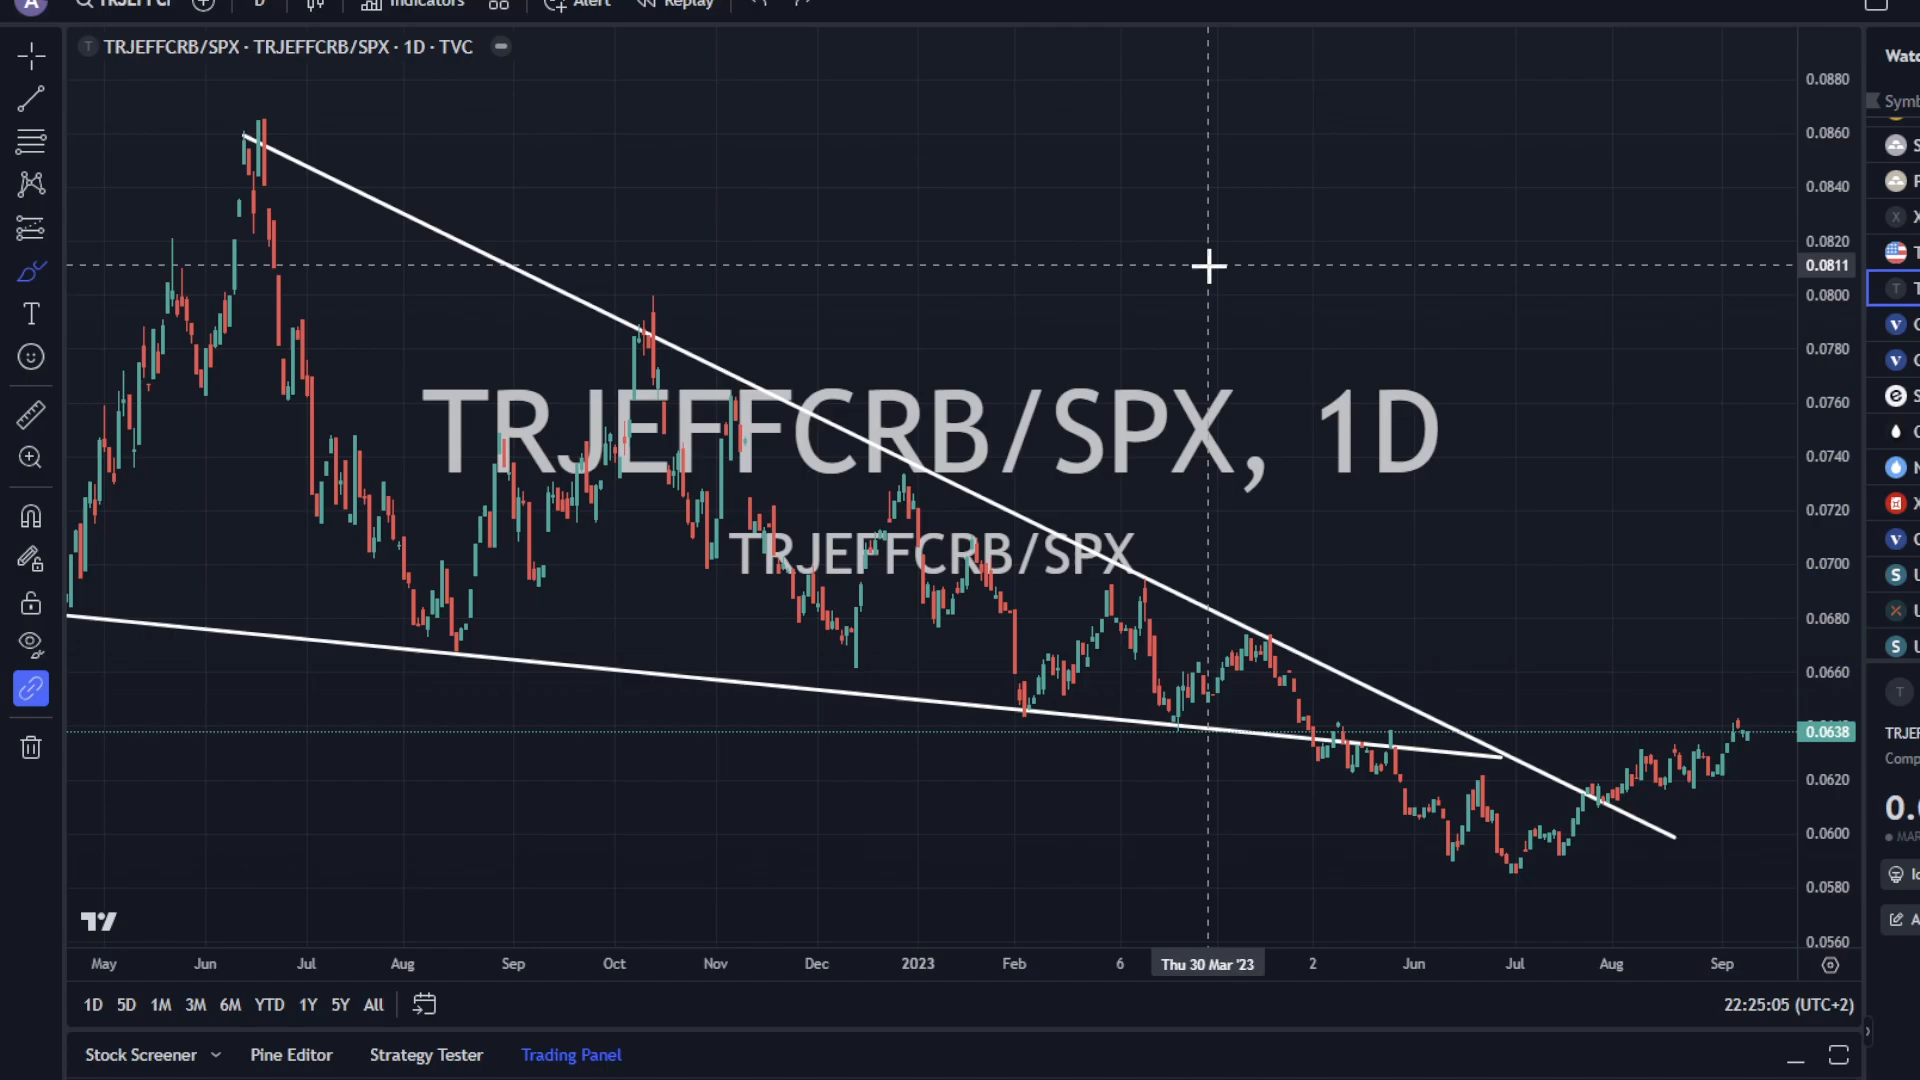 A
D
Indicators
Alert
Replay
T TRJEFFCRB/SPX · TRJEFFCRB/SPX · 1D · TVC
TRJEFFCRB/SPX, 1D
TRJEFFCRB/SPX
0.0880
0.0860
0.0840
0.0820
0.0811
0.0800
0.0780
0.0760
0.0740
0.0720
0.0700
0.0680
0.0660
0.0638
0.0620
0.0600
0.0580
0.0560
May Jun Jul Aug Sep Oct Nov Dec 2023 Feb 6 Thu 30 Mar '23 2 Jun Jul Aug Sep
1D 5D 1M 3M 6M YTD 1Y 5Y All
22:25:05 (UTC+2)
Stock Screener Pine Editor Strategy Tester Trading Panel